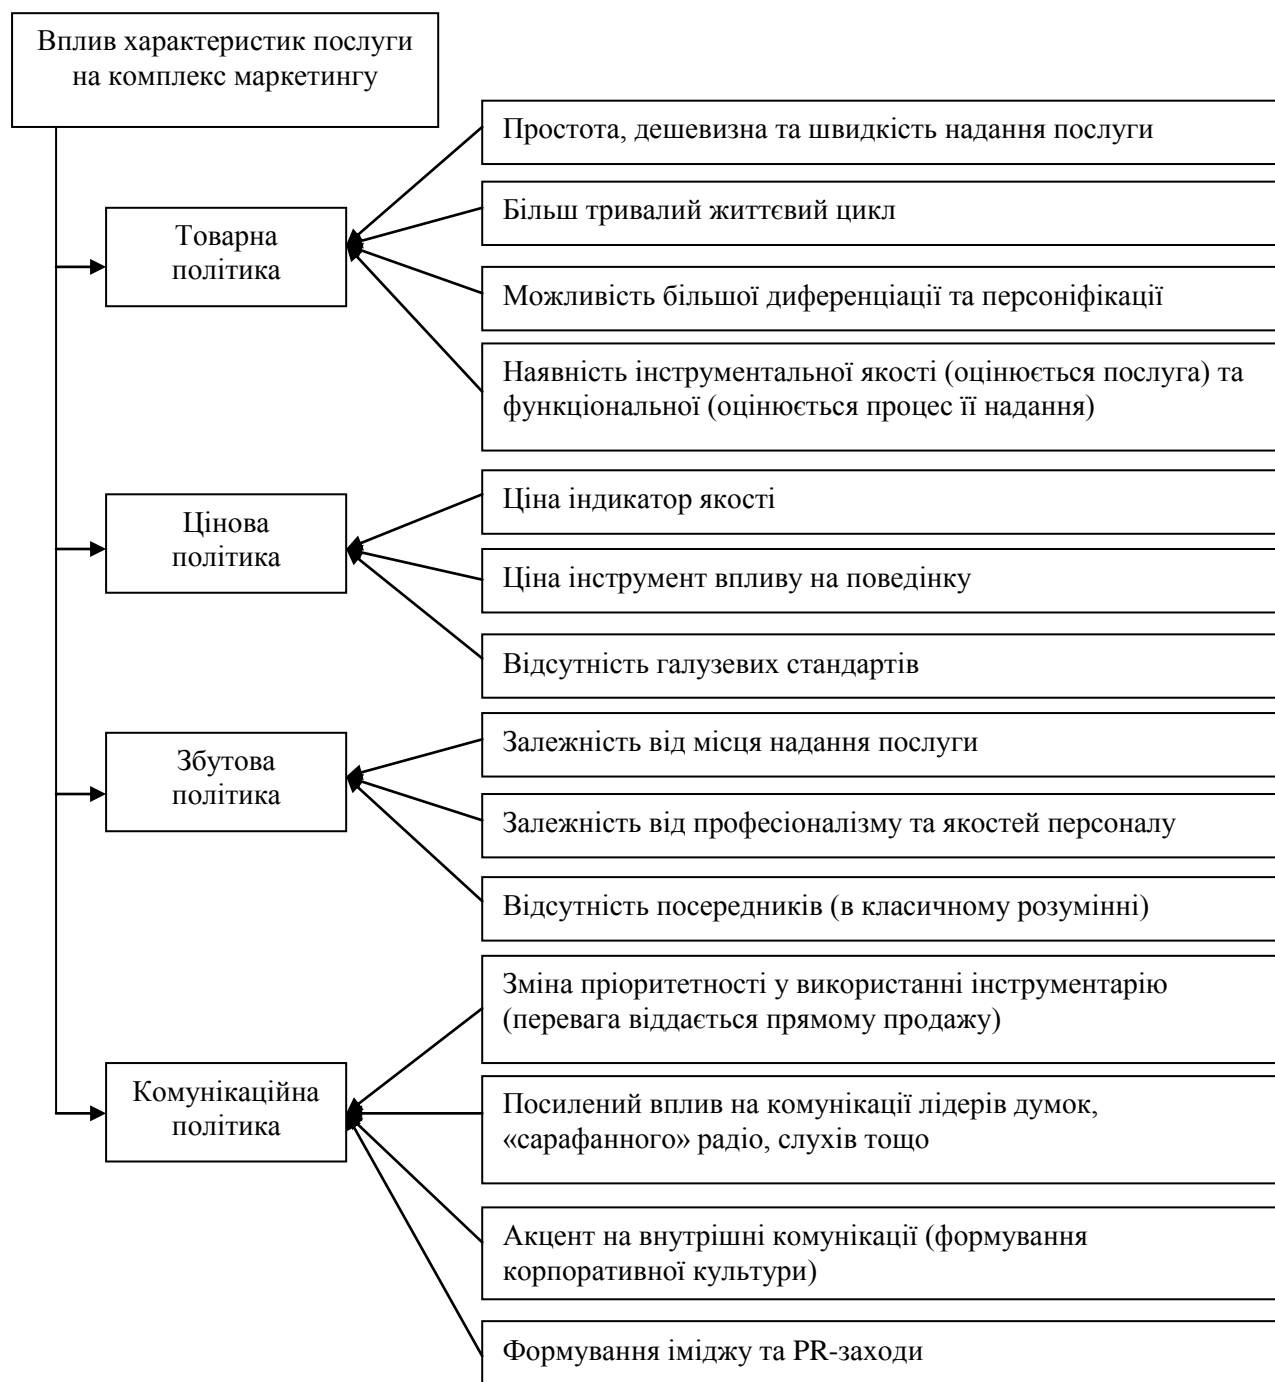 Вплив характеристик послуги
на комплекс маркетингу
Простота, дешевизна та швидкість надання послуги
Більш тривалий життєвий цикл
Товарна
політика
Можливість більшої диференціації та персоніфікації
Наявність інструментальної якості (оцінюється послуга) та
функціональної (оцінюється процес її надання)
Ціна індикатор якості
Цінова
політика
Ціна інструмент впливу на поведінку
Відсутність галузевих стандартів
Залежність від місця надання послуги
Збутова
політика
Залежність від професіоналізму та якостей персоналу
Відсутність посередників (в класичному розумінні)
Зміна пріоритетності у використанні інструментарію
(перевага віддається прямому продажу)
Комунікаційна
політика
Посилений вплив на комунікації лідерів думок,
«сарафанного» радіо, слухів тощо
Акцент на внутрішні комунікації (формування
корпоративної культури)
Формування іміджу та PR-заходи